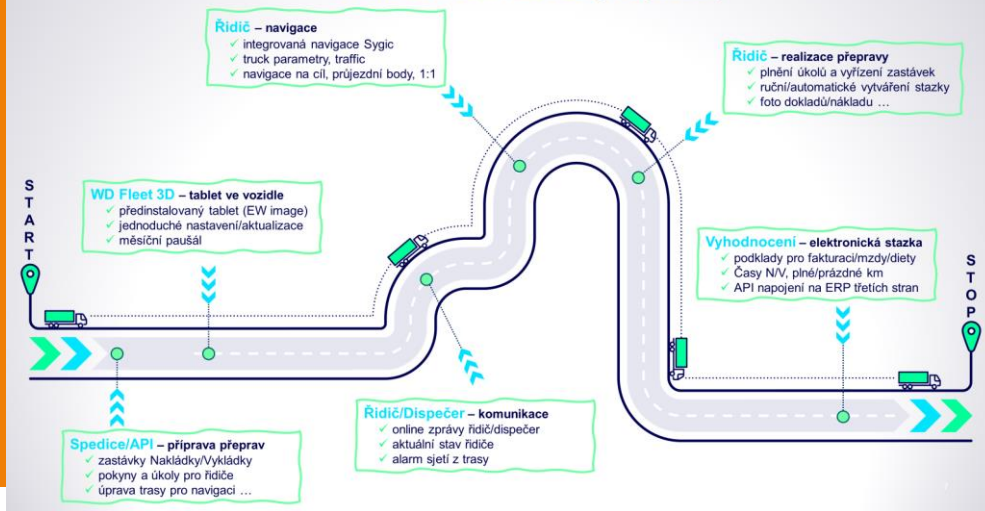 Řidič – navigace
✓ integrovaná navigace Sygic
✓ truck parametry, traffic
✓ navigace na cíl, průjezdní body, 1:1
Řidič – realizace přepravy
✓ plnění úkolů a vyřízení zastávek
✓ ruční/automatické vytváření stazky
✓ foto dokladů/nákladu ...
START
WD Fleet 3D – tablet ve vozidle
✓ předinstalovaný tablet (EW image)
✓ jednoduché nastavení/aktualizace
✓ měsíční paušál
Vyhodnocení – elektronická stazka
✓ podklady pro fakturaci/mzdy/diety
✓ Časy N/V, plné/prázdné km
✓ API napojení na ERP třetích stran
STOP
Řidič/Dispečer – komunikace
✓ online zprávy řidič/dispečer
✓ aktuální stav řidiče
✓ alarm sjetí z trasy
Spedice/API – příprava přeprav
✓ zastávky Nakládky/Vykládky
✓ pokyny a úkoly pro řidiče
✓ úprava trasy pro navigaci ...